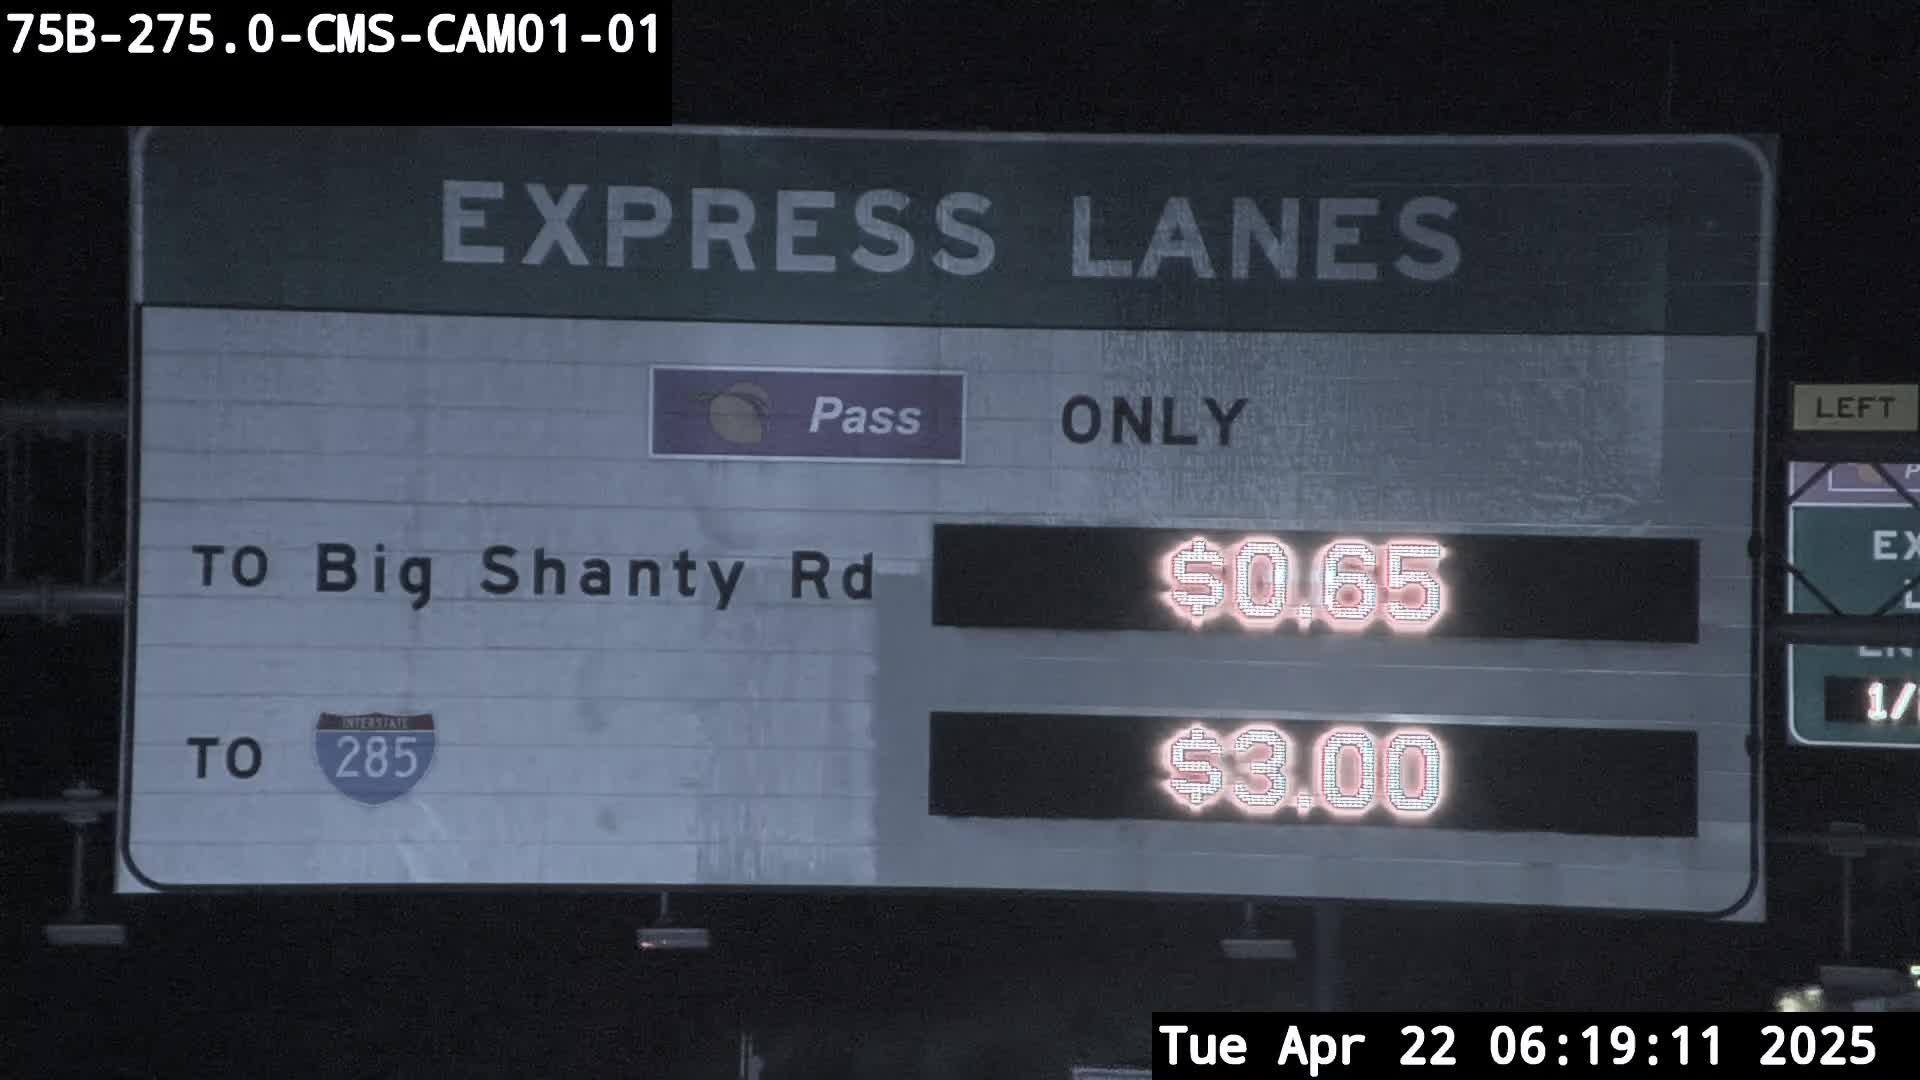 75B-275.0-CMS-CAM01-01
EXPRESS LANES
Pass ONLY
TO Big Shanty Rd $0.65
TO INTERSTATE 285 $3.00
LEFT
1/
Tue Apr 22 06:19:11 2025